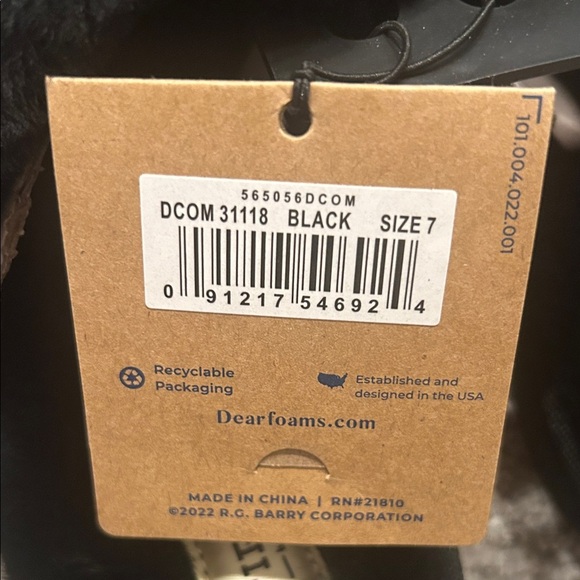 565056DCOM
DCOM 31118 BLACK SIZE 7
0 91217 54692 4
101.004.022.001
Recyclable
Packaging
Established and
designed in the USA
Dearfoams.com
MADE IN CHINA | RN#21810
©2022 R.G. BARRY CORPORATION